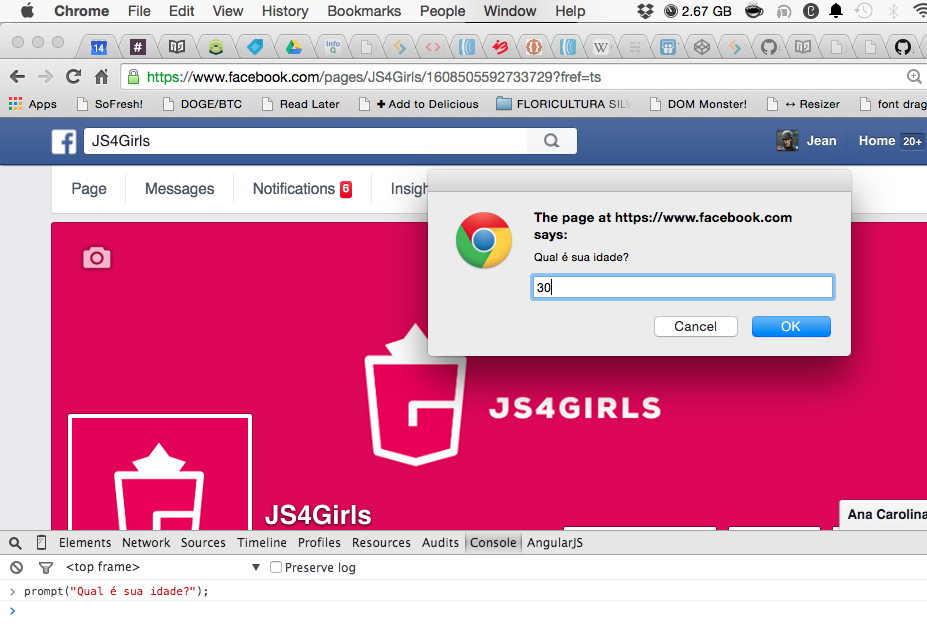 Chrome File Edit View History Bookmarks People Window Help 2.67 GB
14 # Info Q <> W
https://www.facebook.com/pages/JS4Girls/1608505592733729?fref=ts
Apps SoFresh! DOGE/BTC Read Later + Add to Delicious FLORICULTURA SIL DOM Monster! ↔ Resizer font drag
f JS4Girls Jean Home 20+
Page Messages Notifications 6 Insigh
The page at https://www.facebook.com
says:
Qual é sua idade?
30
Cancel OK
JS4GIRLS
JS4Girls
Ana Carolina
Elements Network Sources Timeline Profiles Resources Audits Console AngularJS
<top frame> ▼ Preserve log
> prompt("Qual é sua idade?");
>